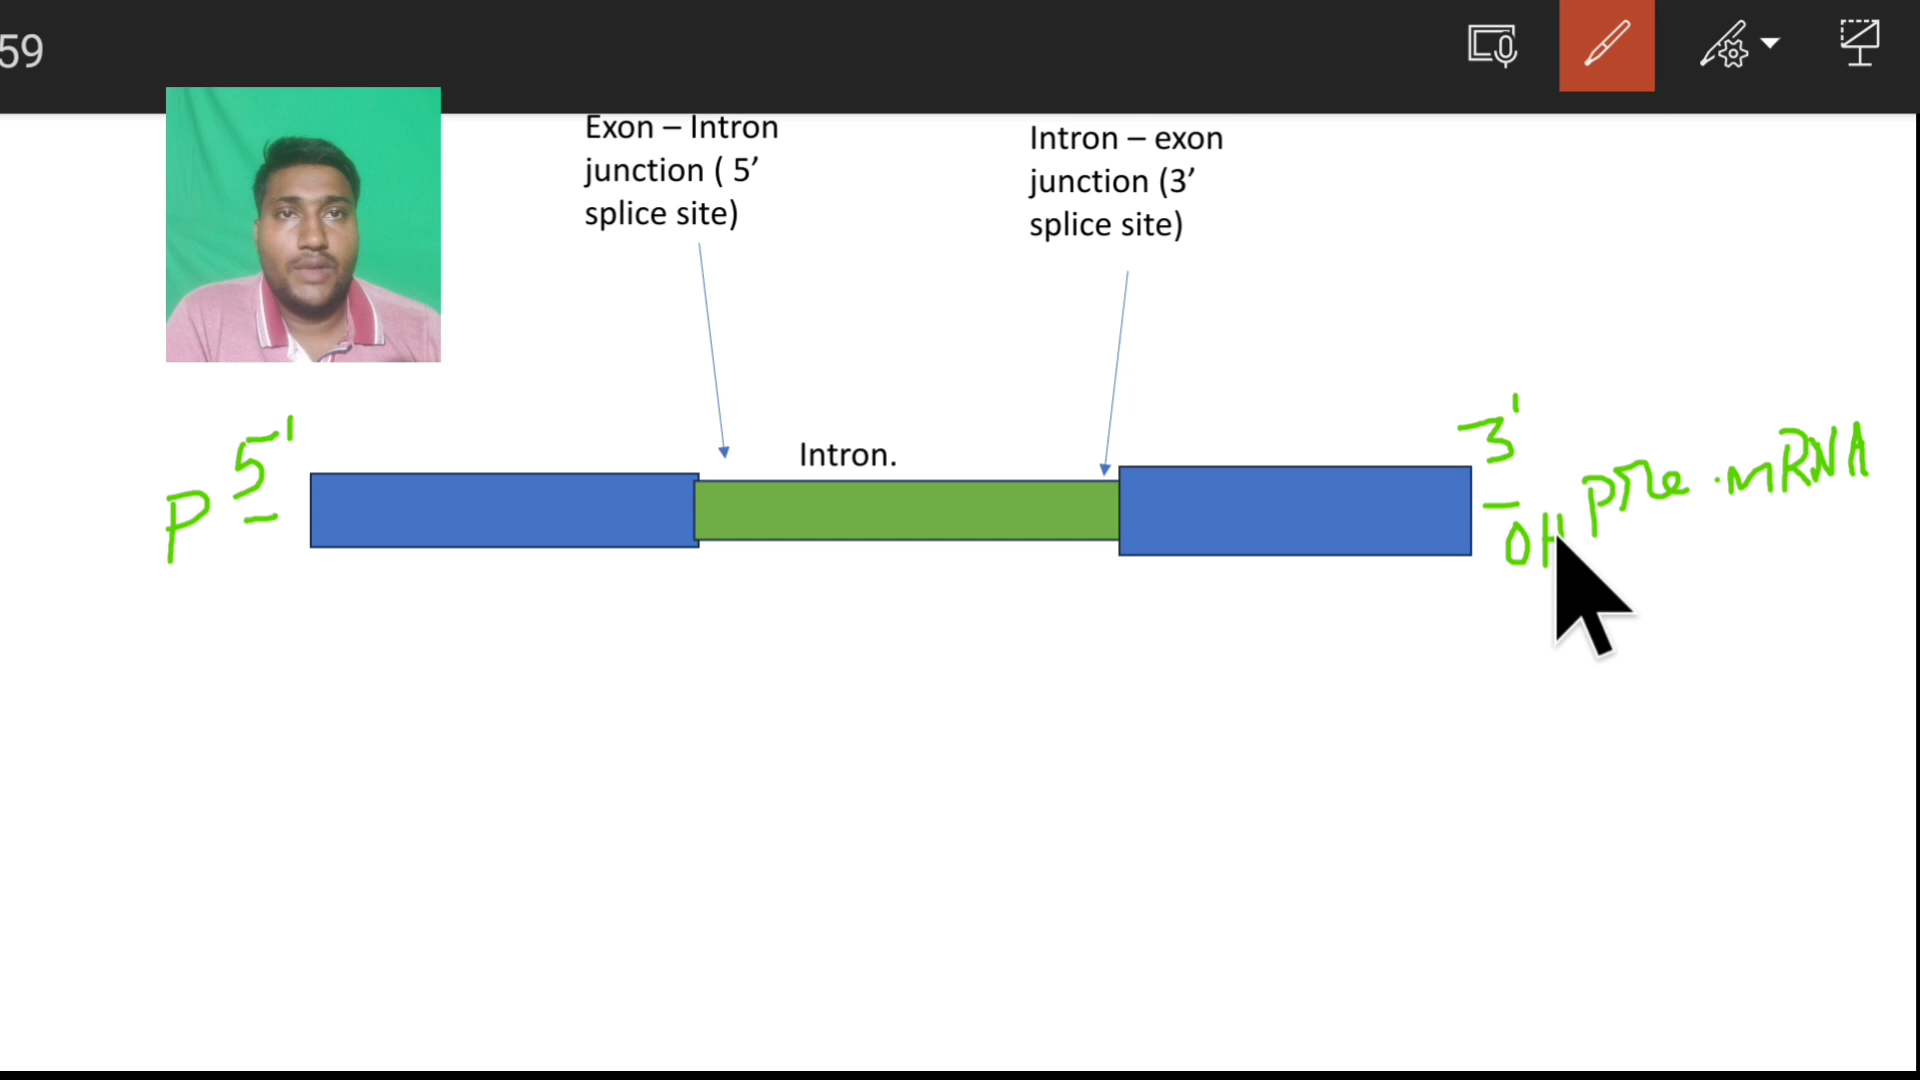 59
Exon – Intron
junction ( 5’
splice site)
Intron – exon
junction (3’
splice site)
Intron.
5'
P
3'
OH
pre-mRNA